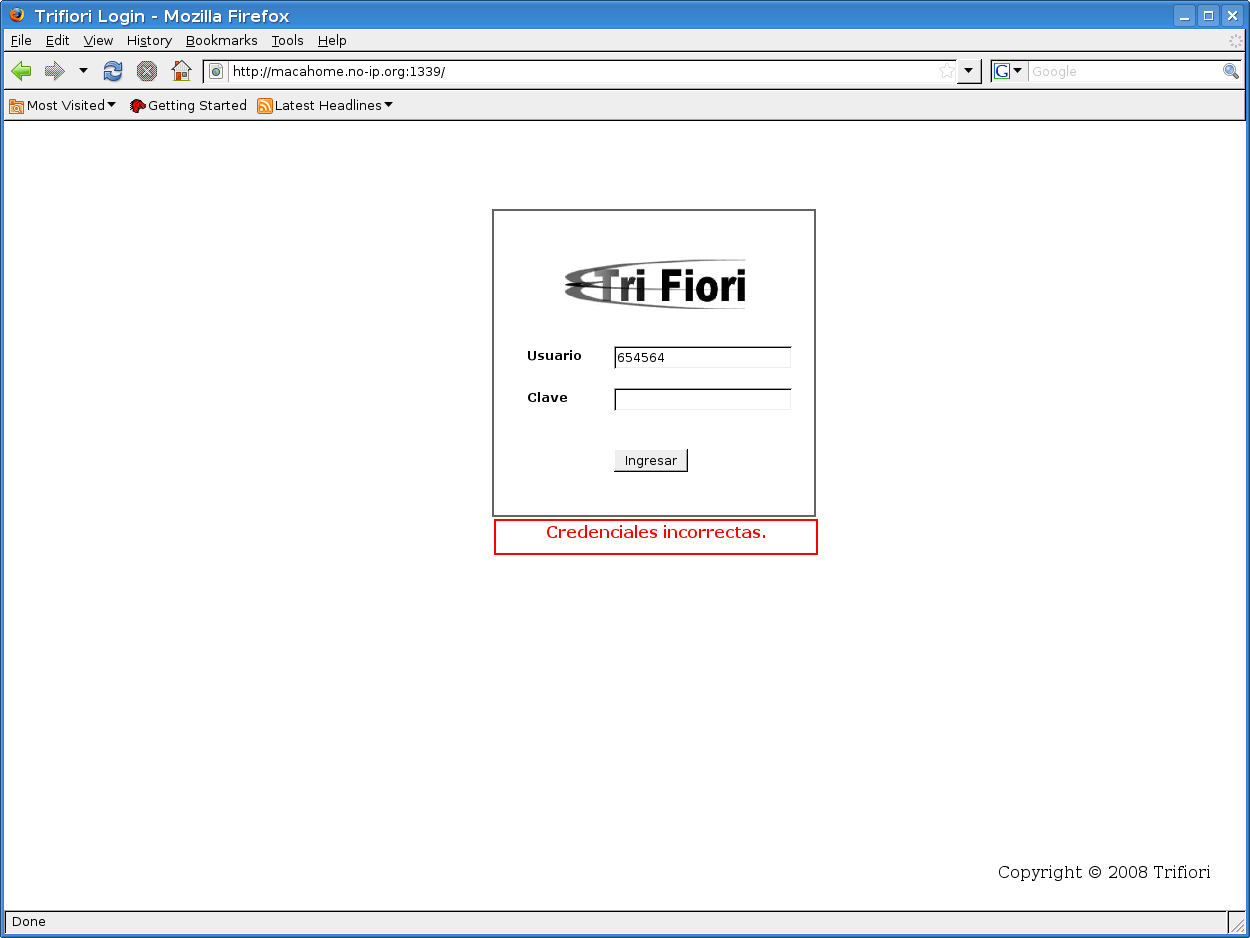 Trifiori Login - Mozilla Firefox
File Edit View History Bookmarks Tools Help
http://macahome.no-ip.org:1339/ G Google
Most Visited Getting Started Latest Headlines
Tri Fiori
Usuario 654564
Clave
Ingresar
Credenciales incorrectas.
Copyright © 2008 Trifiori
Done